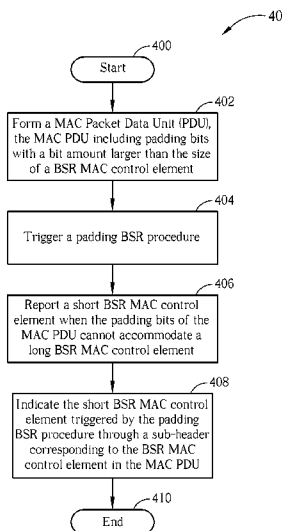 40
400
Start
402
Form a MAC Packet Data Unit (PDU),
the MAC PDU including padding bits
with a bit amount larger than the size
of a BSR MAC control element
404
Trigger a padding BSR procedure
406
Report a short BSR MAC control
element when the padding bits of the
MAC PDU cannot accommodate a
long BSR MAC control element
408
Indicate the short BSR MAC control
element triggered by the padding
BSR procedure through a sub-header
corresponding to the BSR MAC
control element in the MAC PDU
410
End